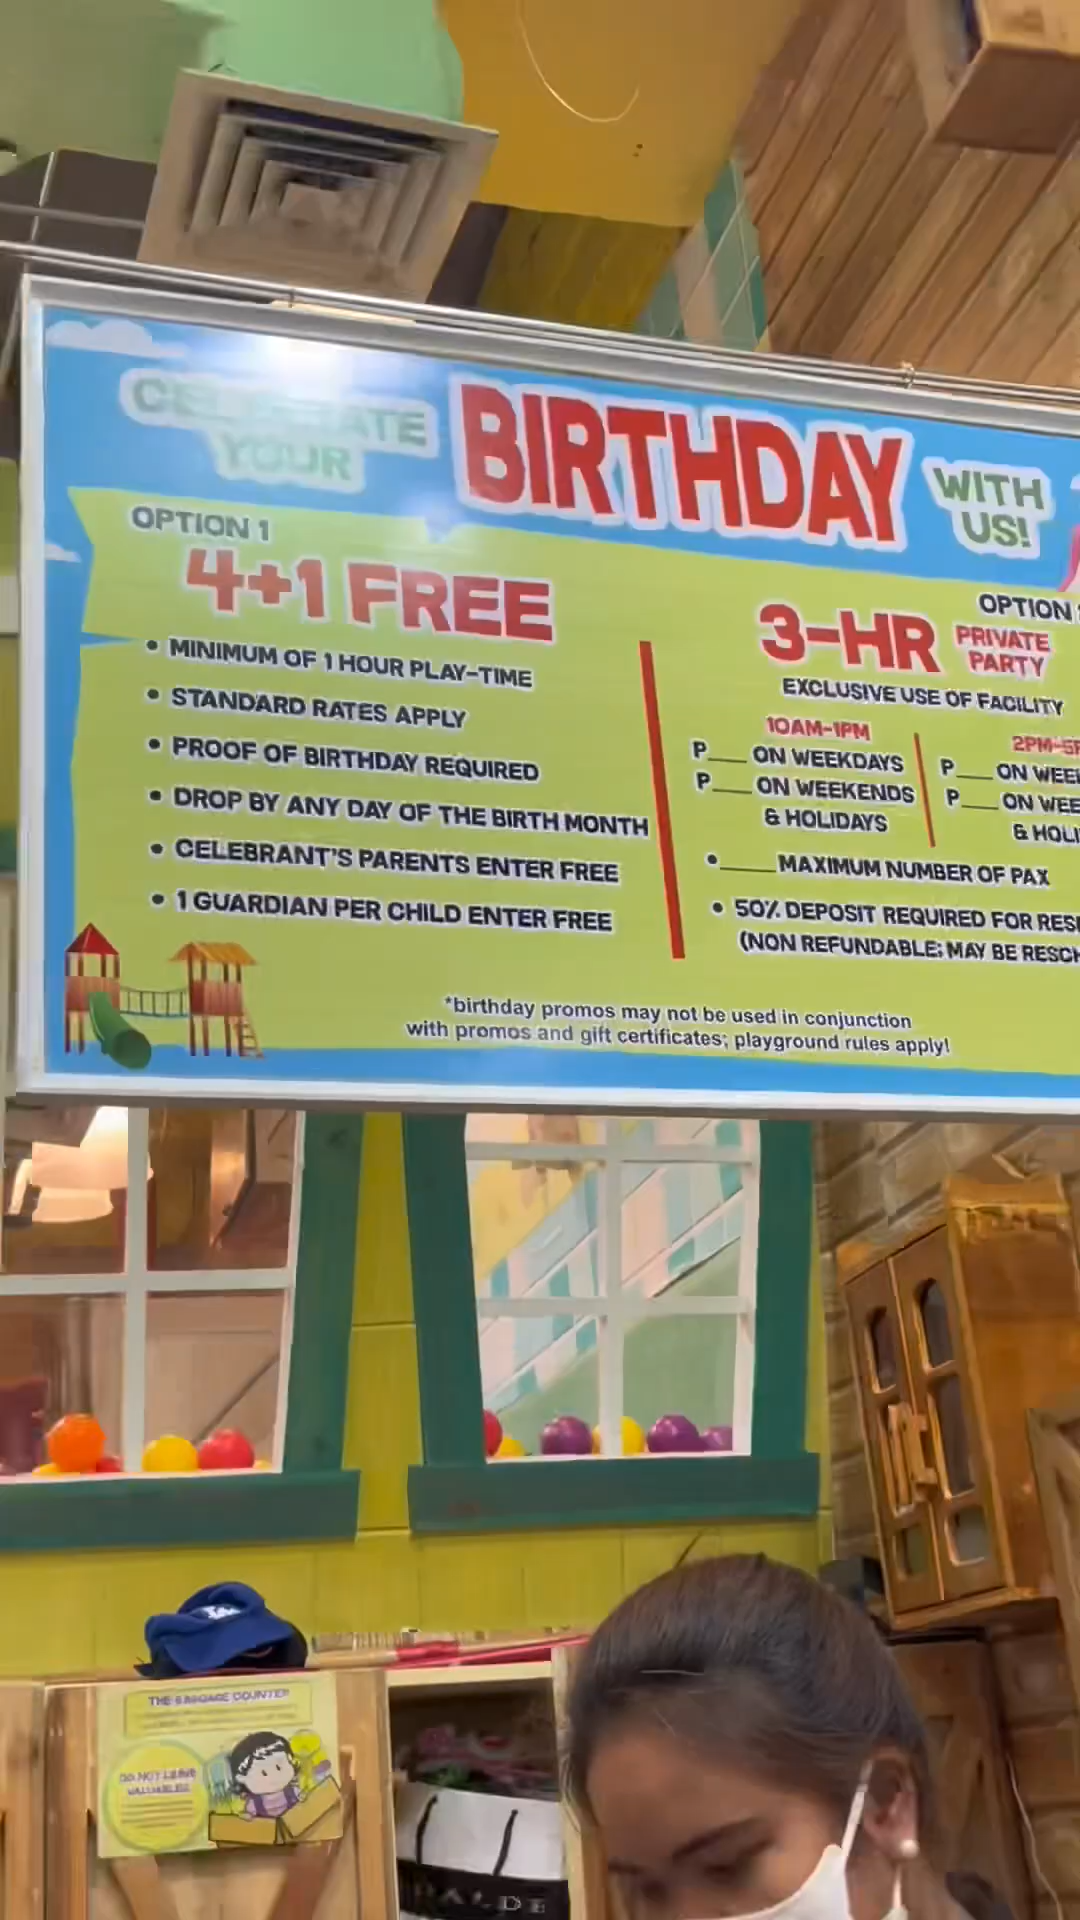 CELEBRATE
YOUR
BIRTHDAY
WITH
US!
OPTION 1
4+1 FREE
• MINIMUM OF 1 HOUR PLAY-TIME
• STANDARD RATES APPLY
• PROOF OF BIRTHDAY REQUIRED
• DROP BY ANY DAY OF THE BIRTH MONTH
• CELEBRANT'S PARENTS ENTER FREE
• 1 GUARDIAN PER CHILD ENTER FREE
OPTION
3-HR
PRIVATE
PARTY
EXCLUSIVE USE OF FACILITY
10AM-1PM
P___ ON WEEKDAYS
P___ ON WEEKENDS
& HOLIDAYS
2PM-5P
P___ ON WEE
P___ ON WEE
& HOLI
•____ MAXIMUM NUMBER OF PAX
• 50% DEPOSIT REQUIRED FOR RES
(NON REFUNDABLE; MAY BE RESCH
*birthday promos may not be used in conjunction
with promos and gift certificates; playground rules apply!
THE BAGGAGE COUNTER
DO NOT LEAVE
VALUABLES!